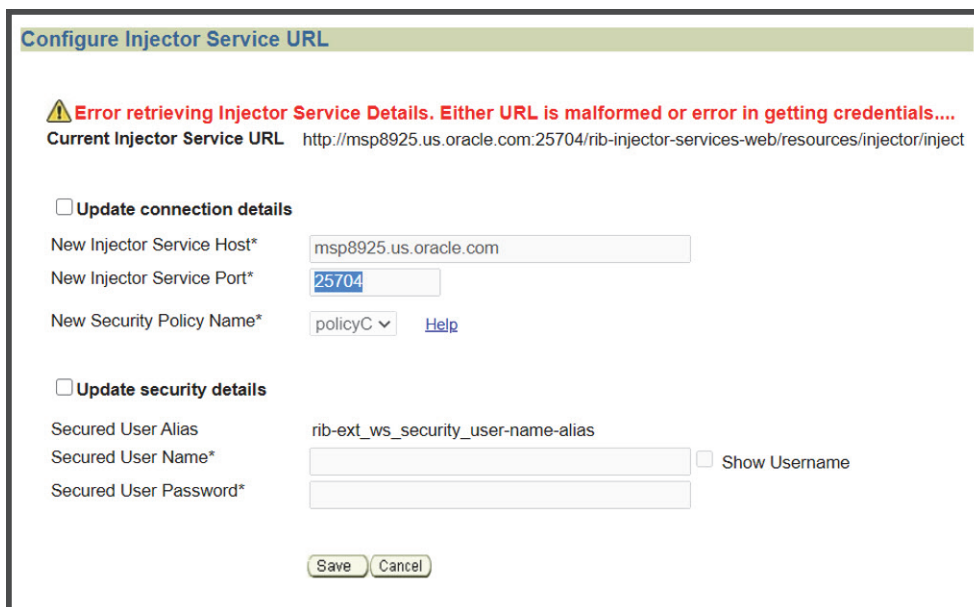 Configure Injector Service URL
Error retrieving Injector Service Details. Either URL is malformed or error in getting credentials....
Current Injector Service URL http://msp8925.us.oracle.com:25704/rib-injector-services-web/resources/injector/inject
Update connection details
New Injector Service Host* msp8925.us.oracle.com
New Injector Service Port* 25704
New Security Policy Name* policyC Help
Update security details
Secured User Alias rib-ext_ws_security_user-name-alias
Secured User Name* Show Username
Secured User Password*
Save Cancel